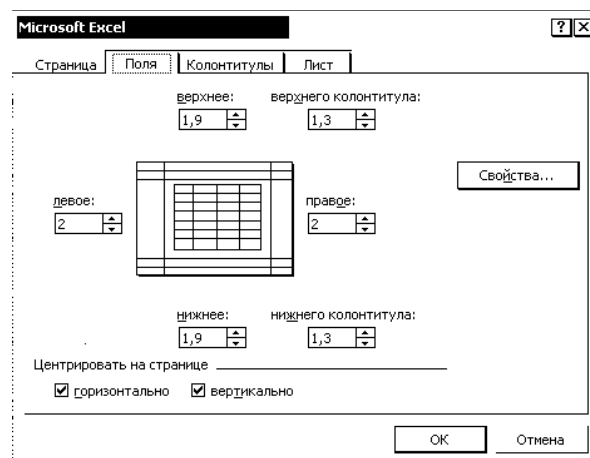 Microsoft Excel
Страница Поля Колонтитулы Лист
верхнее: верхнего колонтитула:
1,9 1,3
Свойства...
левое: правое:
2 2
нижнее: нижнего колонтитула:
1,9 1,3
Центрировать на странице
горизонтально вертикально
ОК Отмена